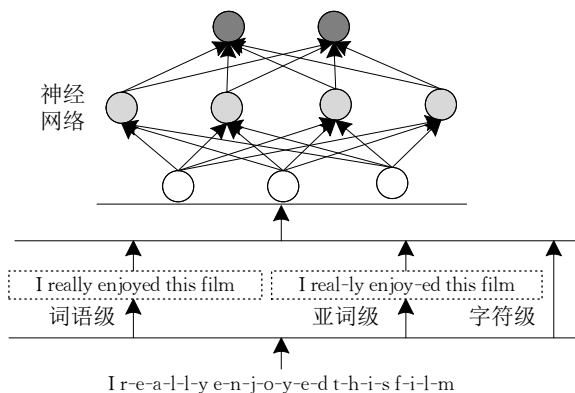 神经
网络
I really enjoyed this film
I real-ly enjoy-ed this film
词语级
亚词级
字符级
I r-e-a-l-l-y e-n-j-o-y-e-d t-h-i-s f-i-l-m